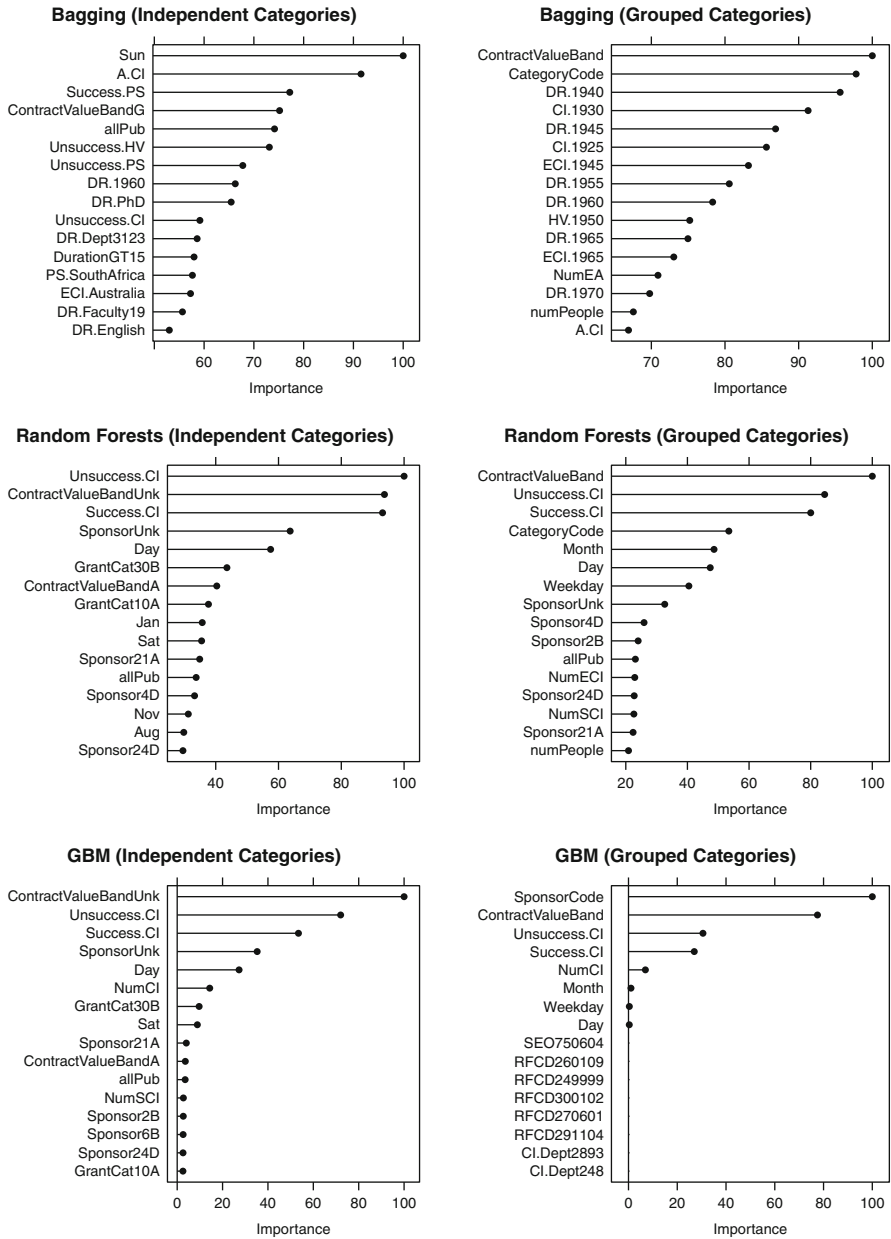 Bagging (Independent Categories)
Sun
A.CI
Success.PS
ContractValueBandG
allPub
Unsuccess.HV
Unsuccess.PS
DR.1960
DR.PhD
Unsuccess.CI
DR.Dept3123
DurationGT15
PS.SouthAfrica
ECI.Australia
DR.Faculty19
DR.English
60 70 80 90 100
Importance
Bagging (Grouped Categories)
ContractValueBand
CategoryCode
DR.1940
CI.1930
DR.1945
CI.1925
ECI.1945
DR.1955
DR.1960
HV.1950
DR.1965
ECI.1965
NumEA
DR.1970
numPeople
A.CI
70 80 90 100
Importance
Random Forests (Independent Categories)
Unsuccess.CI
ContractValueBandUnk
Success.CI
SponsorUnk
Day
GrantCat30B
ContractValueBandA
GrantCat10A
Jan
Sat
Sponsor21A
allPub
Sponsor4D
Nov
Aug
Sponsor24D
40 60 80 100
Importance
Random Forests (Grouped Categories)
ContractValueBand
Unsuccess.CI
Success.CI
CategoryCode
Month
Day
Weekday
SponsorUnk
Sponsor4D
Sponsor2B
allPub
NumECI
Sponsor24D
NumSCI
Sponsor21A
numPeople
20 40 60 80 100
Importance
GBM (Independent Categories)
ContractValueBandUnk
Unsuccess.CI
Success.CI
SponsorUnk
Day
NumCI
GrantCat30B
Sat
Sponsor21A
ContractValueBandA
allPub
NumSCI
Sponsor2B
Sponsor6B
Sponsor24D
GrantCat10A
0 20 40 60 80 100
Importance
GBM (Grouped Categories)
SponsorCode
ContractValueBand
Unsuccess.CI
Success.CI
NumCI
Month
Weekday
Day
SEO750604
RFCD260109
RFCD249999
RFCD300102
RFCD270601
RFCD291104
CI.Dept2893
CI.Dept248
0 20 40 60 80 100
Importance